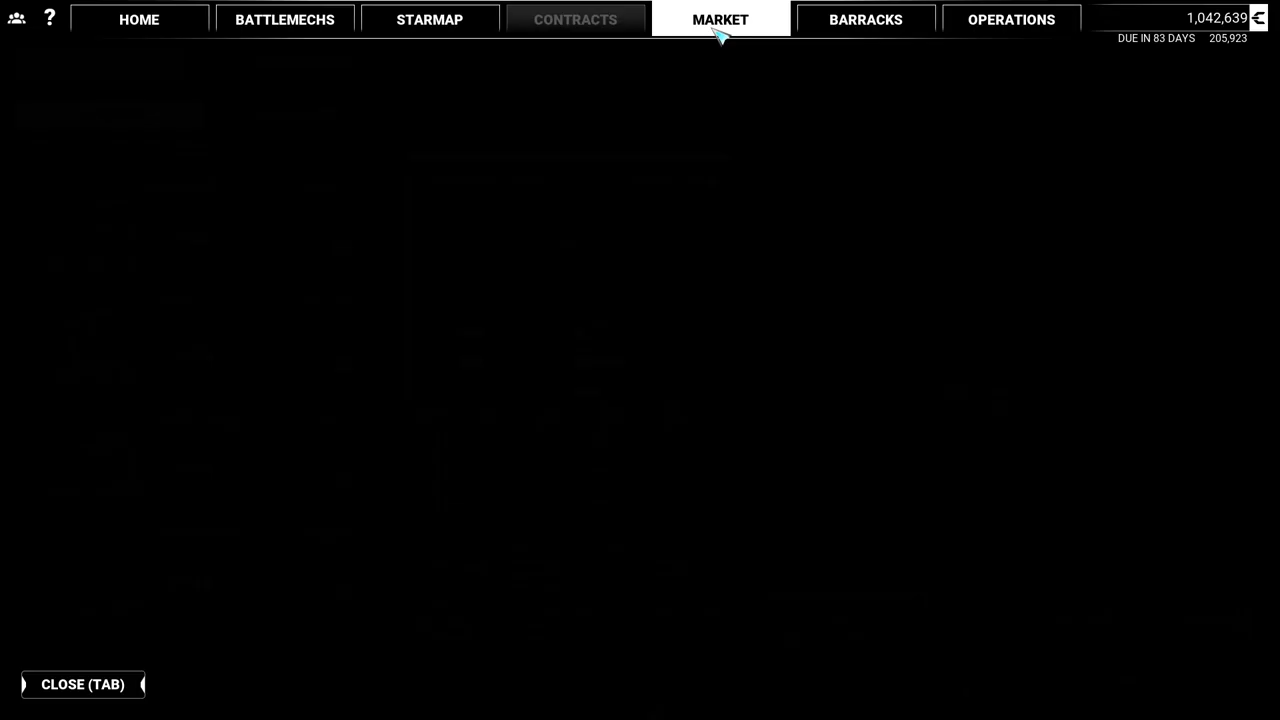 ? HOME BATTLEMECHS STARMAP CONTRACTS MARKET BARRACKS OPERATIONS 1,042,639
DUE IN 83 DAYS 205,923
CLOSE (TAB)